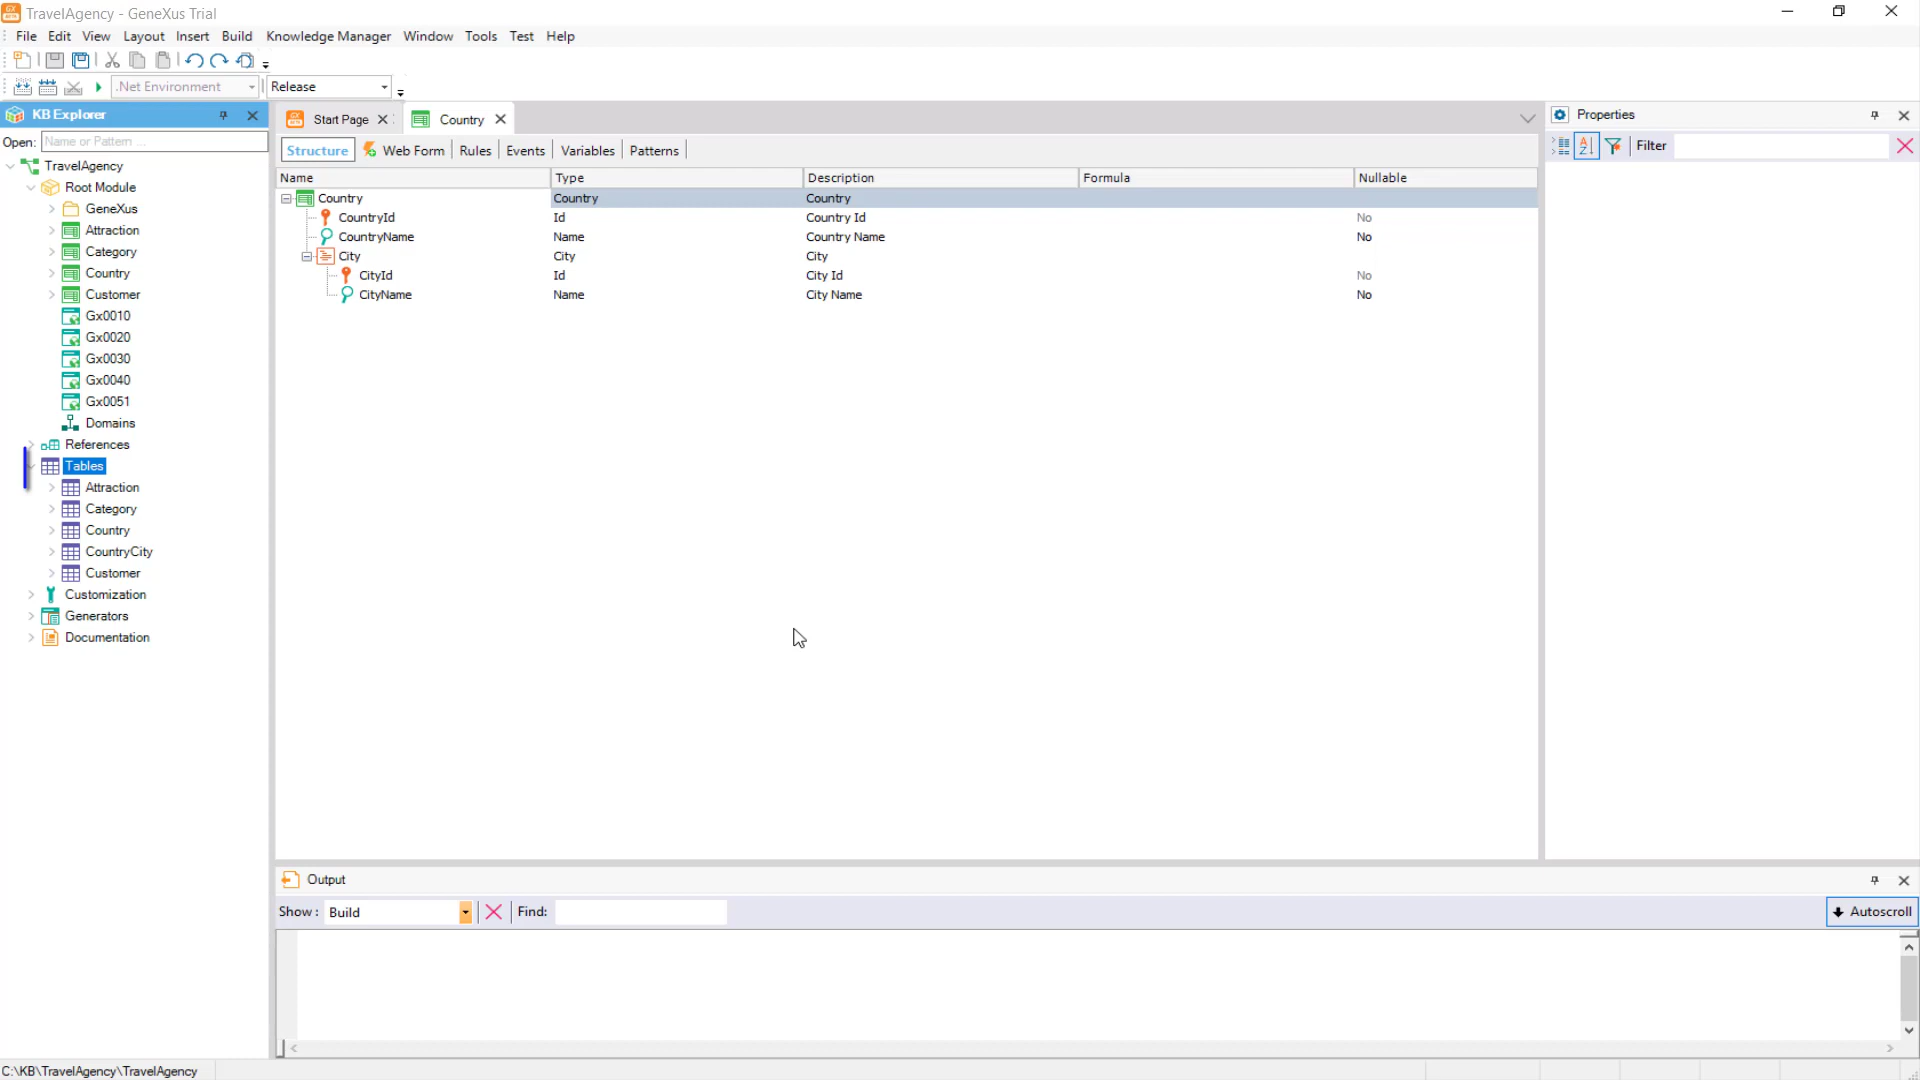 TravelAgency - GeneXus Trial
File Edit View Layout Insert Build Knowledge Manager Window Tools Test Help
.Net Environment Release
KB Explorer
Open: Name or Pattern ...
TravelAgency
Root Module
GeneXus
Attraction
Category
Country
Customer
Gx0010
Gx0020
Gx0030
Gx0040
Gx0051
Domains
References
Tables
Attraction
Category
Country
CountryCity
Customer
Customization
Generators
Documentation
Start Page Country
Structure Web Form Rules Events Variables Patterns
Name Type Description Formula Nullable
Country Country Country
CountryId Id Country Id No
CountryName Name Country Name No
City City City
CityId Id City Id No
CityName Name City Name No
Properties
Filter
Output
Show : Build Find: Autoscroll
C:\KB\TravelAgency\TravelAgency